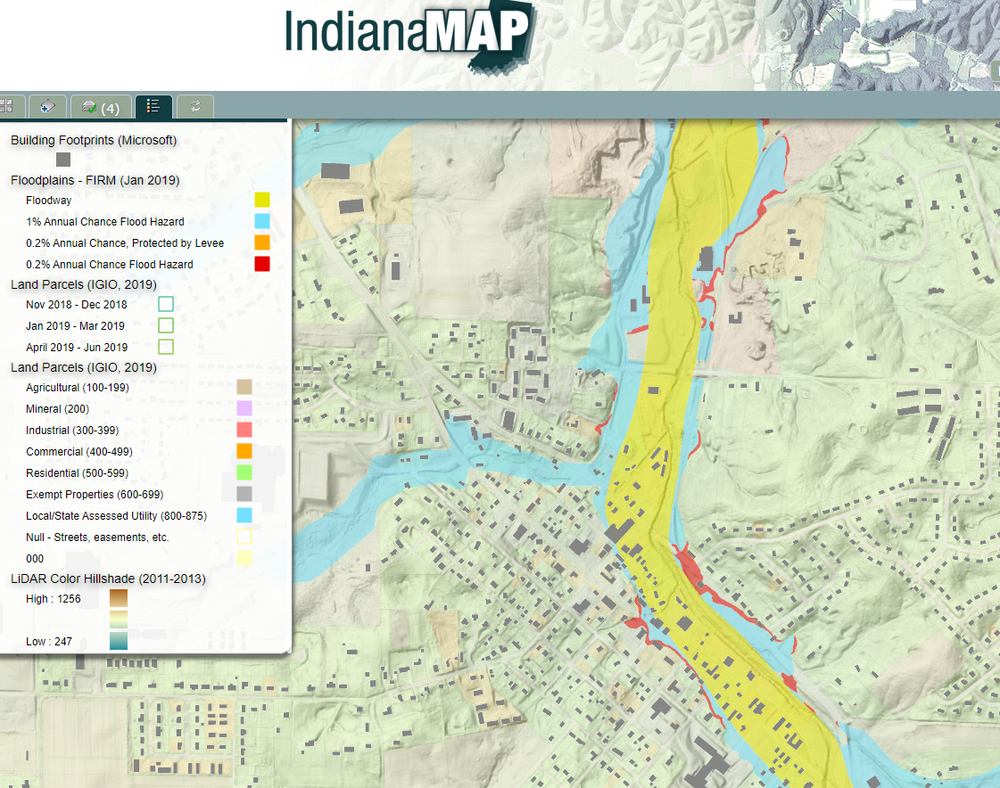 IndianaMAP
(4)
Building Footprints (Microsoft)
Floodplains - FIRM (Jan 2019)
Floodway
1% Annual Chance Flood Hazard
0.2% Annual Chance, Protected by Levee
0.2% Annual Chance Flood Hazard
Land Parcels (IGIO, 2019)
Nov 2018 - Dec 2018
Jan 2019 - Mar 2019
April 2019 - Jun 2019
Land Parcels (IGIO, 2019)
Agricultural (100-199)
Mineral (200)
Industrial (300-399)
Commercial (400-499)
Residential (500-599)
Exempt Properties (600-699)
Local/State Assessed Utility (800-875)
Null - Streets, easements, etc.
000
LiDAR Color Hillshade (2011-2013)
High : 1256
Low : 247